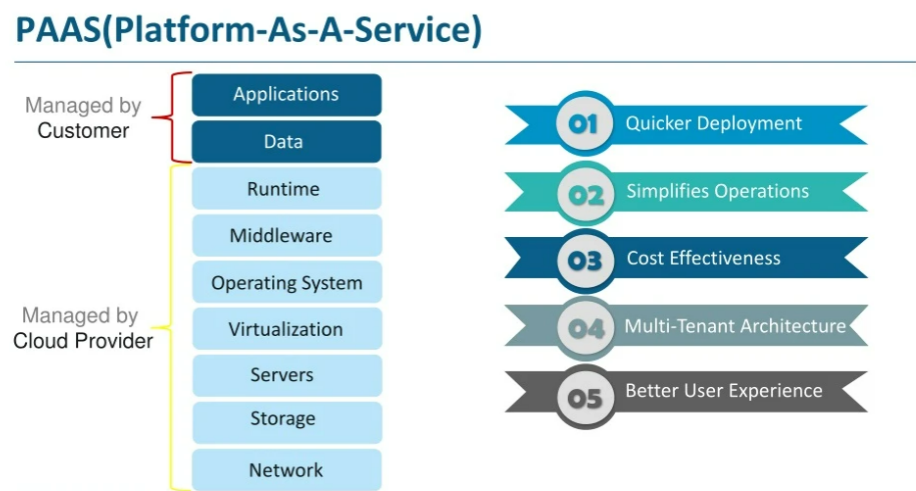 PAAS(Platform-As-A-Service)
Managed by
Customer
Applications
Data
Managed by
Cloud Provider
Runtime
Middleware
Operating System
Virtualization
Servers
Storage
Network
01 Quicker Deployment
02 Simplifies Operations
03 Cost Effectiveness
04 Multi-Tenant Architecture
05 Better User Experience